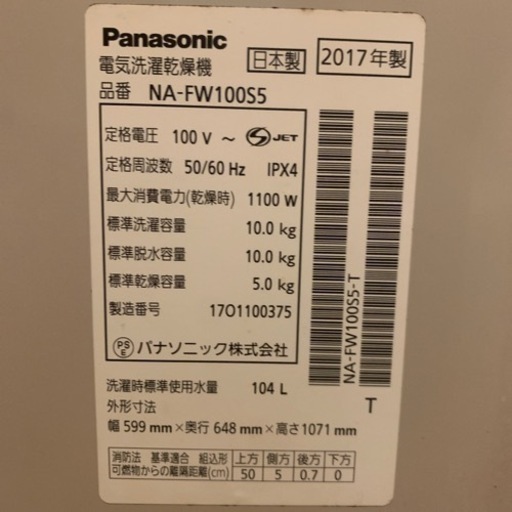 Panasonic
電気洗濯乾燥機 日本製 2017年製
品番 NA-FW100S5
定格電圧 100 V ～ S JET
定格周波数 50/60 Hz IPX4
最大消費電力(乾燥時) 1100 W
標準洗濯容量 10.0 kg
標準脱水容量 10.0 kg
標準乾燥容量 5.0 kg
製造番号 17O1100375
PSE パナソニック株式会社
NA-FW100S5-T
洗濯時標準使用水量 104 L
外形寸法 T
幅 599 mm×奥行 648 mm×高さ1071 mm
消防法 基準適合 組込形 上方 側方 後方 下方
可燃物からの離隔距離(cm) 50 5 0.7 0